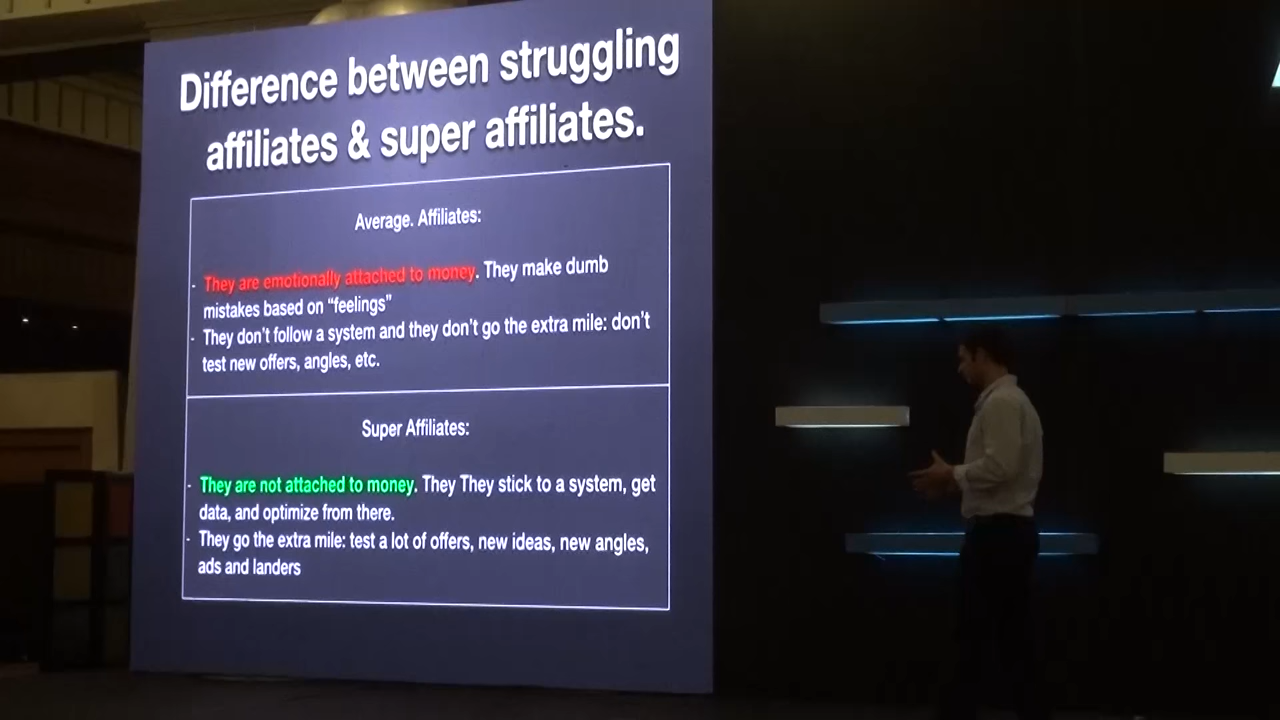 Difference between struggling
affiliates & super affiliates.
Average. Affiliates:
- They are emotionally attached to money. They make dumb
mistakes based on “feelings”
- They don’t follow a system and they don’t go the extra mile: don’t
test new offers, angles, etc.
Super Affiliates:
- They are not attached to money. They They stick to a system, get
data, and optimize from there.
- They go the extra mile: test a lot of offers, new ideas, new angles,
ads and landers